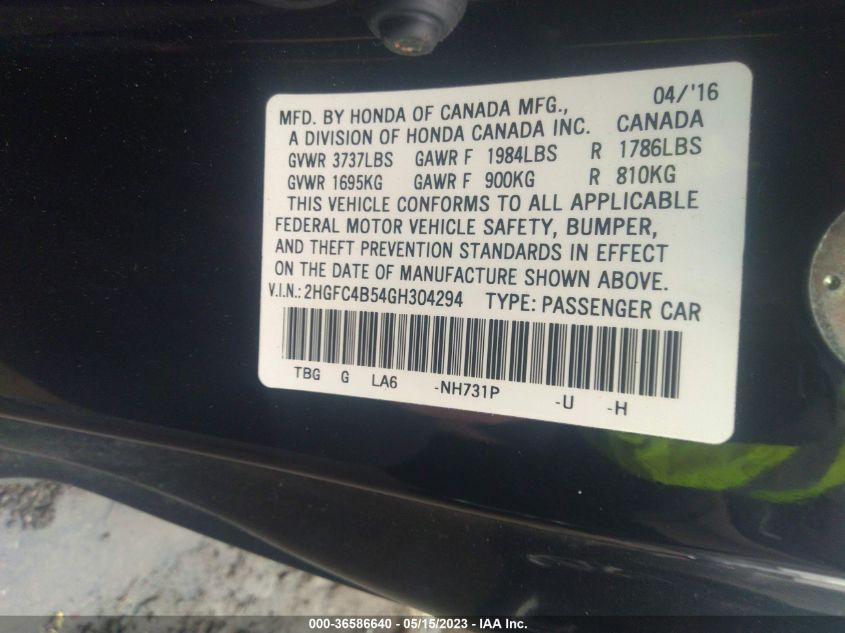 04/'16
MFD. BY HONDA OF CANADA MFG.,
A DIVISION OF HONDA CANADA INC. CANADA
GVWR 3737LBS GAWR F 1984LBS R 1786LBS
GVWR 1695KG GAWR F 900KG R 810KG
THIS VEHICLE CONFORMS TO ALL APPLICABLE
FEDERAL MOTOR VEHICLE SAFETY, BUMPER,
AND THEFT PREVENTION STANDARDS IN EFFECT
ON THE DATE OF MANUFACTURE SHOWN ABOVE.
V.I.N.: 2HGFC4B54GH304294 TYPE: PASSENGER CAR
TBG G LA6 -NH731P -U -H
000-36586640 - 05/15/2023 - IAA Inc.